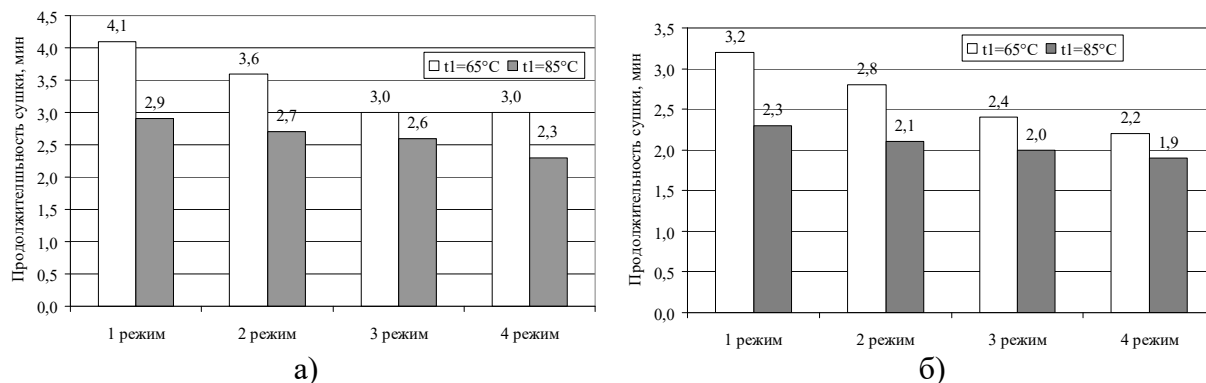 Продолжителшьность сушки, мин
4,5
4,0
3,5
3,0
2,5
2,0
1,5
1,0
0,5
0,0
4,1
2,9
3,6
2,7
3,0
2,6
3,0
2,3
t1=65°C
t1=85°C
1 режим
2 режим
3 режим
4 режим
а)
Продолжительность сушки, мин
3,5
3,0
2,5
2,0
1,5
1,0
0,5
0,0
3,2
2,3
2,8
2,1
2,4
2,0
2,2
1,9
t1=65°C
t1=85°C
1 режим
2 режим
3 режим
4 режим
б)